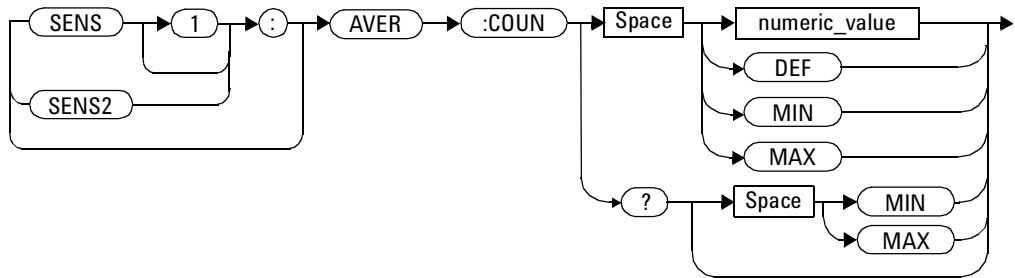 SENS 1 : AVER :COUN Space numeric_value
DEF
SENS2 MIN
MAX
? Space MIN
MAX